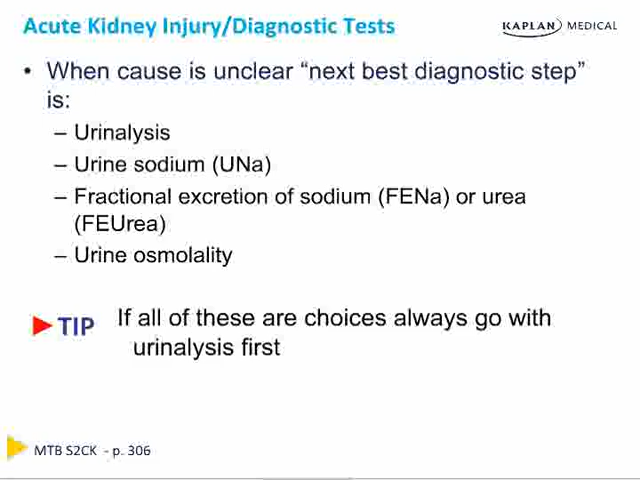 Acute Kidney Injury/Diagnostic Tests
KAPLAN MEDICAL
• When cause is unclear “next best diagnostic step”
is:
– Urinalysis
– Urine sodium (UNa)
– Fractional excretion of sodium (FENa) or urea
(FEUrea)
– Urine osmolality
TIP If all of these are choices always go with
urinalysis first
MTB S2CK - p. 306